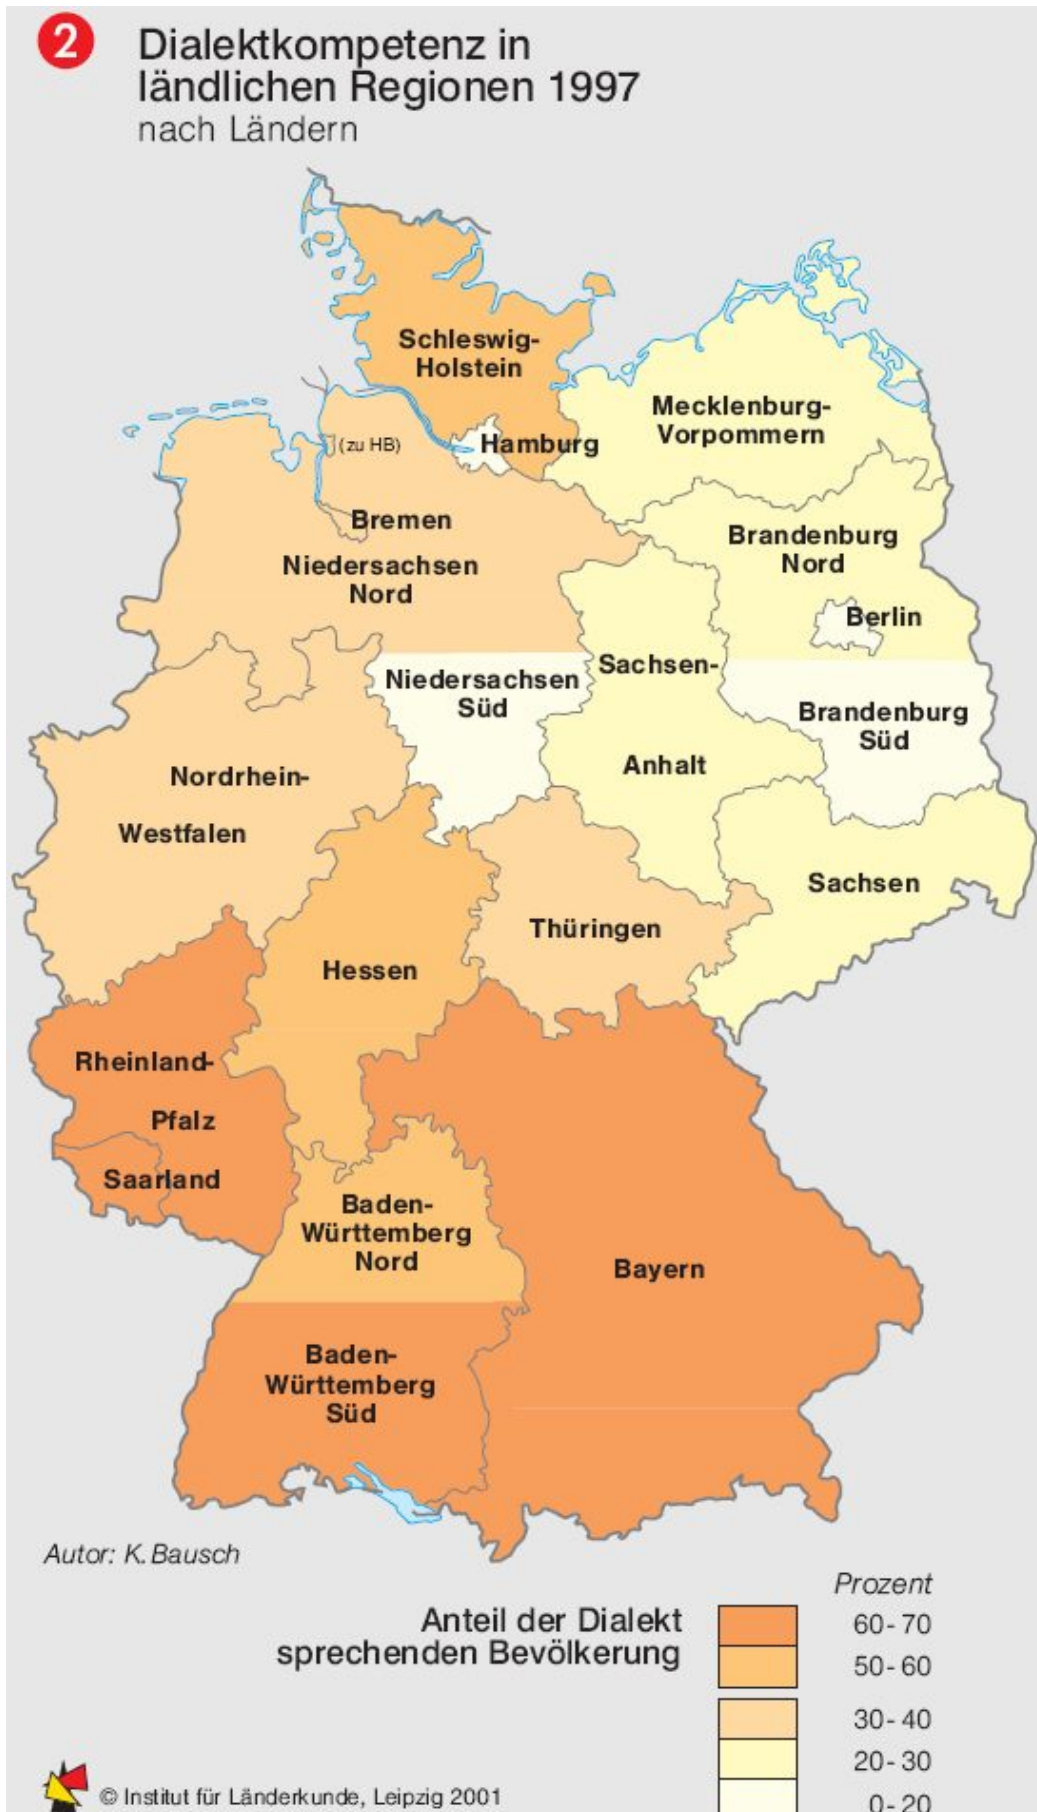 2
Dialektkompetenz in
ländlichen Regionen 1997
nach Ländern
Schleswig-
Holstein
Mecklenburg-
Vorpommern
Hamburg
(zu HB)
Bremen
Niedersachsen
Nord
Brandenburg
Nord
Berlin
Sachsen-
Anhalt
Niedersachsen
Süd
Brandenburg
Süd
Nordrhein-
Westfalen
Sachsen
Thüringen
Hessen
Rheinland-
Pfalz
Saarland
Baden-
Württemberg
Nord
Bayern
Baden-
Württemberg
Süd
Autor: K. Bausch
Prozent
Anteil der Dialekt
sprechenden Bevölkerung
60-70
50-60
30-40
20-30
0-20
© Institut für Länderkunde, Leipzig 2001